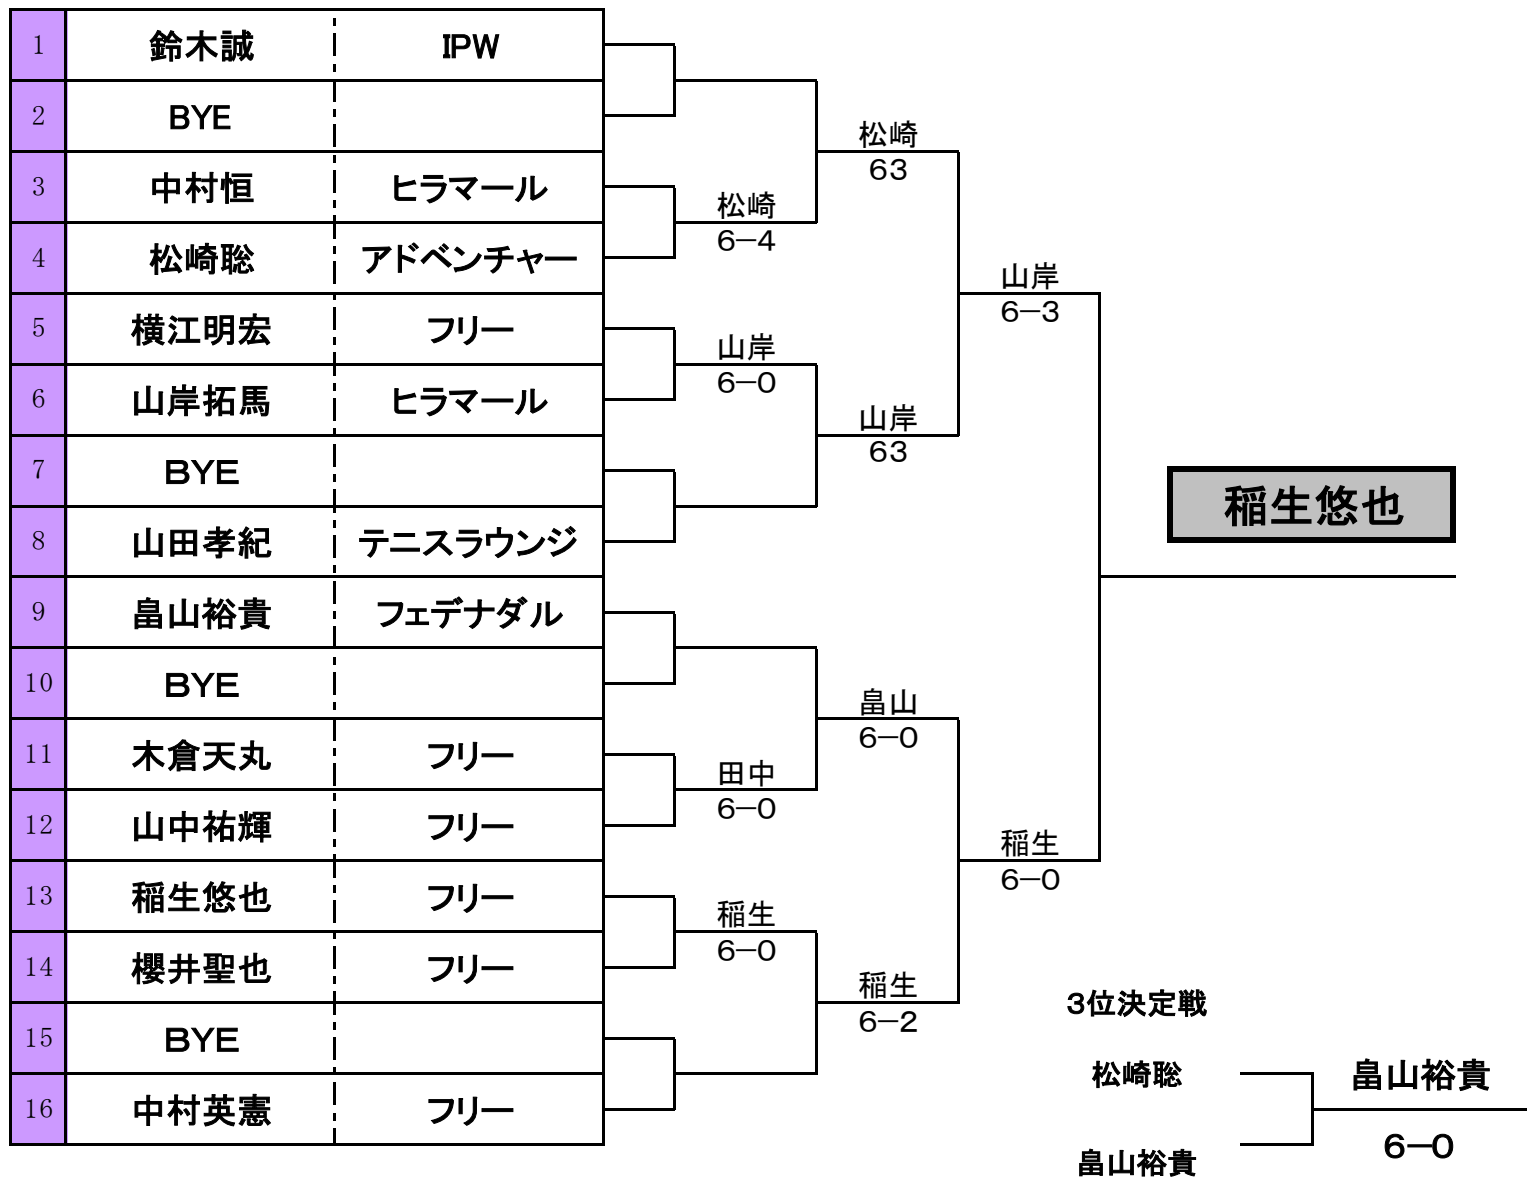 1 鈴木誠 IPW
2 BYE
3 中村恒 ヒラマール
4 松崎聡 アドベンチャー
5 横江明宏 フリー
6 山岸拓馬 ヒラマール
7 BYE
8 山田孝紀 テニスラウンジ
9 畠山裕貴 フェデナダル
10 BYE
11 木倉天丸 フリー
12 山中祐輝 フリー
13 稲生悠也 フリー
14 櫻井聖也 フリー
15 BYE
16 中村英憲 フリー
松崎
6-4
山岸
6-0
田中
6-0
稲生
6-0
松崎
63
山岸
63
畠山
6-0
稲生
6-2
山岸
6-3
稲生
6-0
稲生悠也
3位決定戦
松崎聡
畠山裕貴
畠山裕貴
6-0